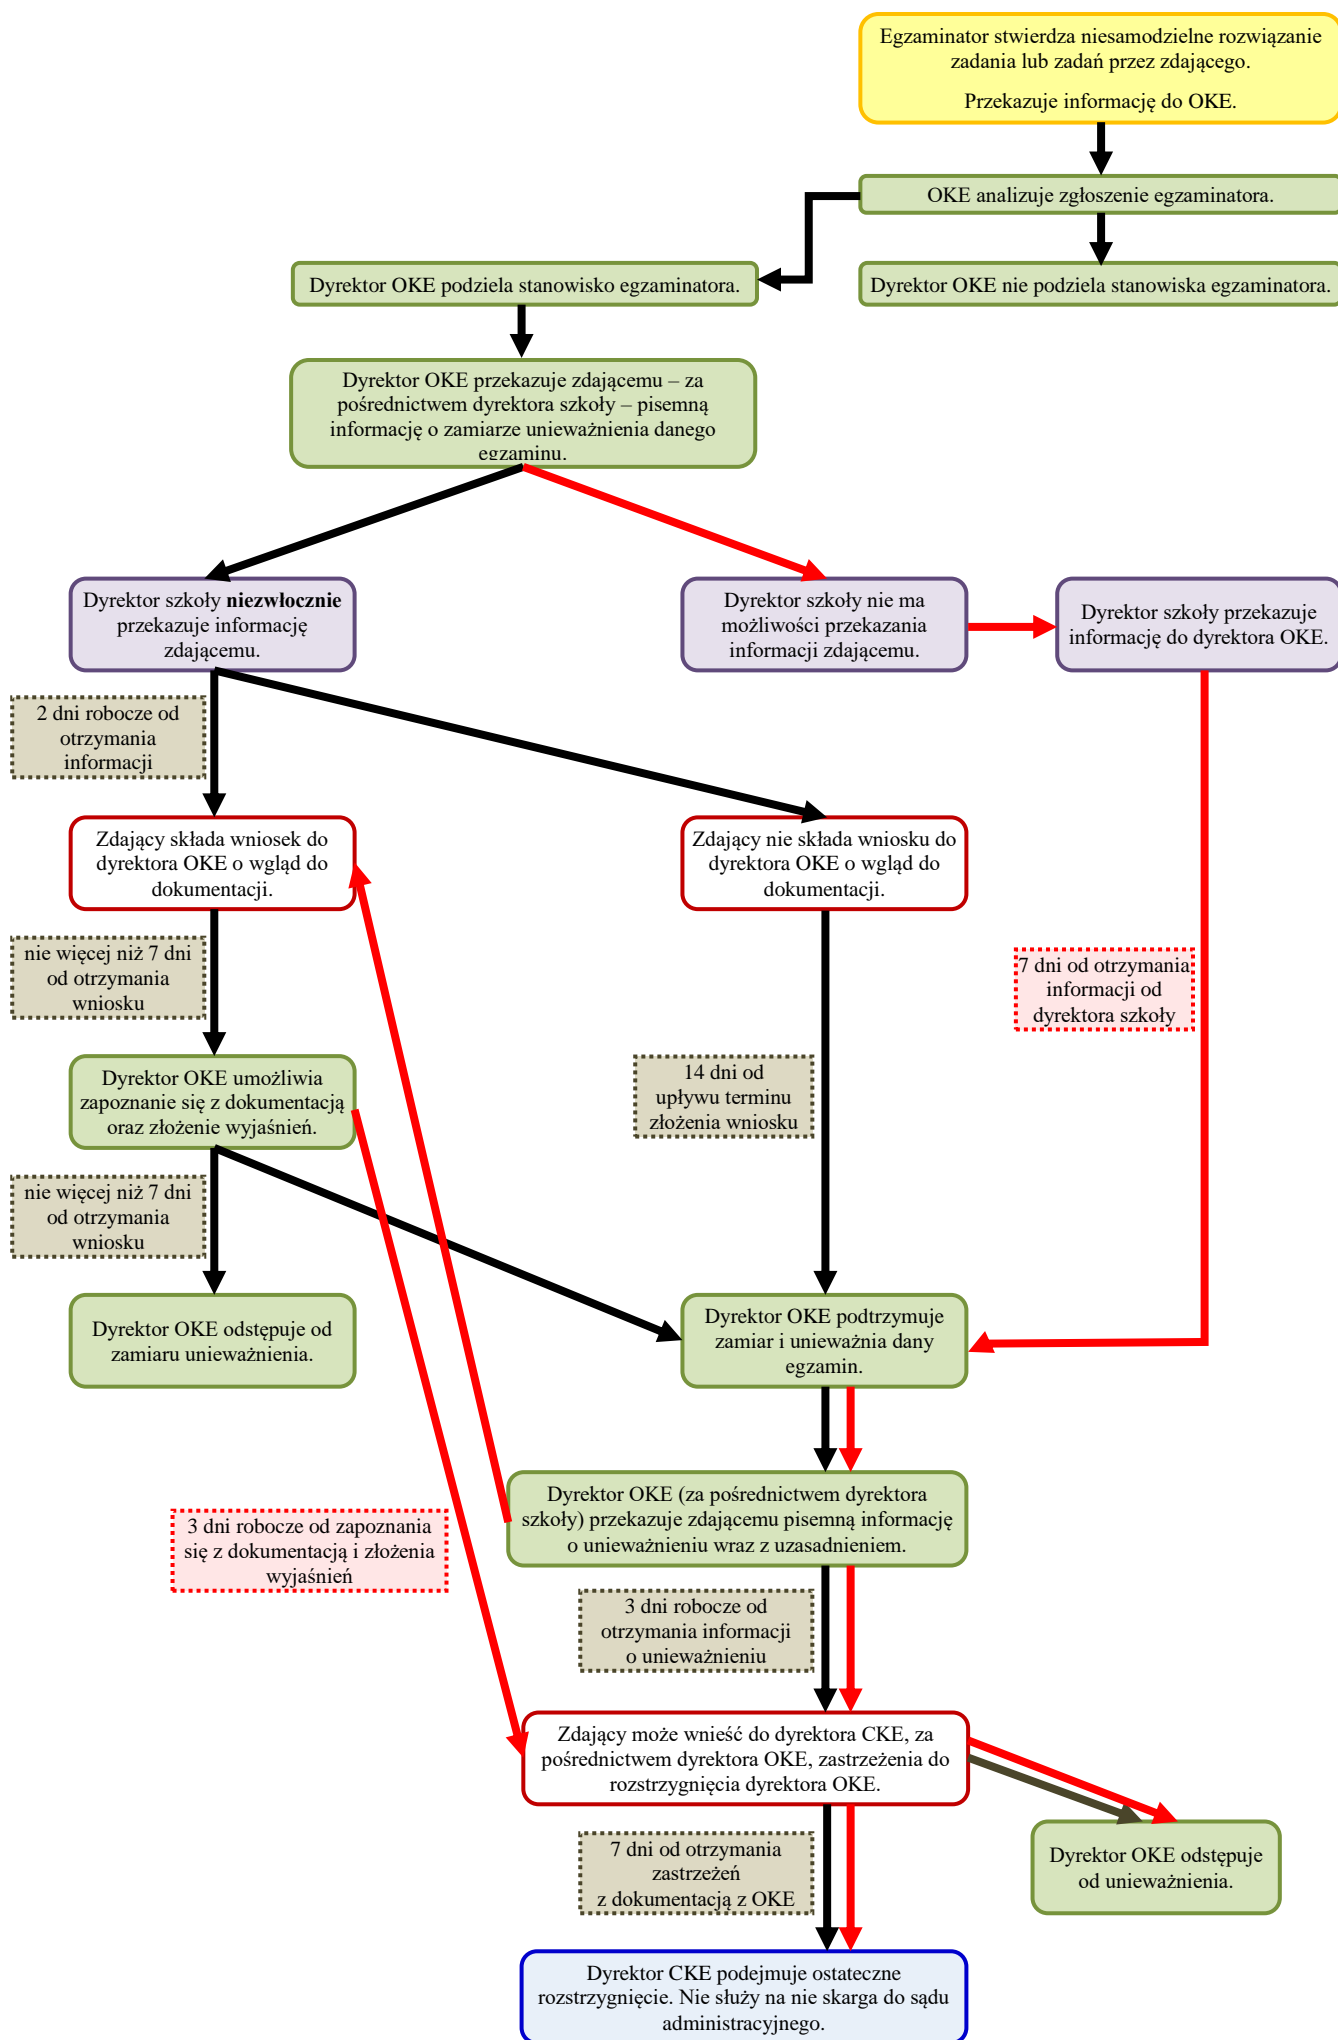 Egzaminator stwierdza niesamodzielne rozwiązanie
zadania lub zadań przez zdającego.
Przekazuje informację do OKE.
OKE analizuje zgłoszenie egzaminatora.
Dyrektor OKE podziela stanowisko egzaminatora.
Dyrektor OKE nie podziela stanowiska egzaminatora.
Dyrektor OKE przekazuje zdającemu – za
pośrednictwem dyrektora szkoły – pisemną
informację o zamiarze unieważnienia danego
egzaminu.
Dyrektor szkoły niezwłocznie
przekazuje informację
zdającemu.
Dyrektor szkoły nie ma
możliwości przekazania
informacji zdającemu.
Dyrektor szkoły przekazuje
informację do dyrektora OKE.
2 dni robocze od
otrzymania
informacji
Zdający składa wniosek do
dyrektora OKE o wgląd do
dokumentacji.
Zdający nie składa wniosku do
dyrektora OKE o wgląd do
dokumentacji.
nie więcej niż 7 dni
od otrzymania
wniosku
7 dni od otrzymania
informacji od
dyrektora szkoły
Dyrektor OKE umożliwia
zapoznanie się z dokumentacją
oraz złożenie wyjaśnień.
14 dni od
upływu terminu
złożenia wniosku
nie więcej niż 7 dni
od otrzymania
wniosku
Dyrektor OKE odstępuje od
zamiaru unieważnienia.
Dyrektor OKE podtrzymuje
zamiar i unieważnia dany
egzamin.
Dyrektor OKE (za pośrednictwem dyrektora
szkoły) przekazuje zdającemu pisemną informację
o unieważnieniu wraz z uzasadnieniem.
3 dni robocze od zapoznania
się z dokumentacją i złożenia
wyjaśnień
3 dni robocze od
otrzymania informacji
o unieważnieniu
Zdający może wnieść do dyrektora CKE, za
pośrednictwem dyrektora OKE, zastrzeżenia do
rozstrzygnięcia dyrektora OKE.
7 dni od otrzymania
zastrzeżeń
z dokumentacją z OKE
Dyrektor OKE odstępuje
od unieważnienia.
Dyrektor CKE podejmuje ostateczne
rozstrzygnięcie. Nie służy na nie skarga do sądu
administracyjnego.